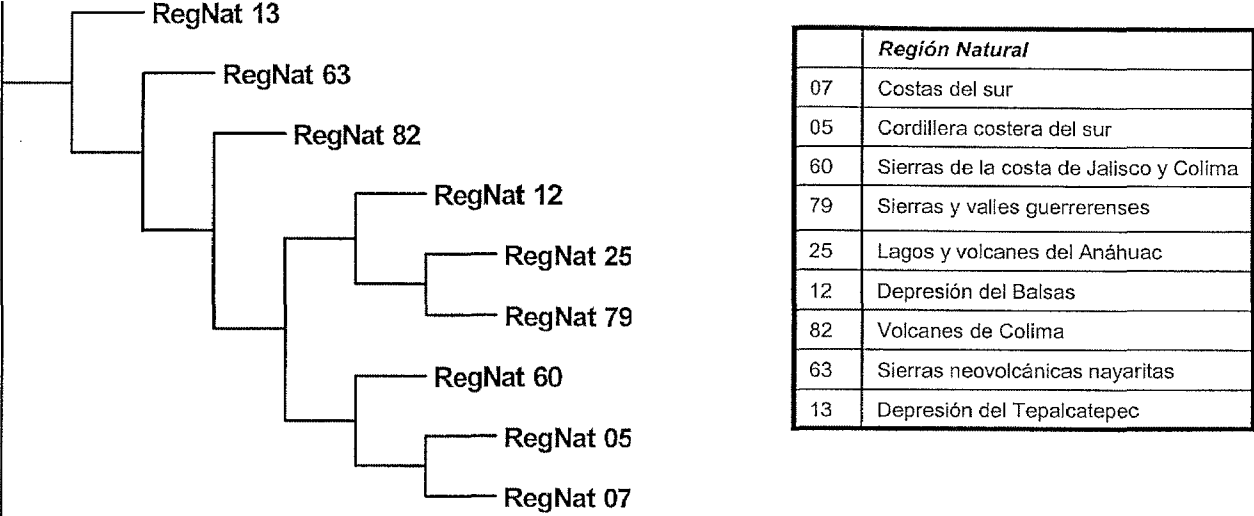 RegNat 13
RegNat 63
RegNat 82
RegNat 12
RegNat 25
RegNat 79
RegNat 60
RegNat 05
RegNat 07
Región Natural
07 Costas del sur
05 Cordillera costera del sur
60 Sierras de la costa de Jalisco y Colima
79 Sierras y valles guerrerenses
25 Lagos y volcanes del Anáhuac
12 Depresión del Balsas
82 Volcanes de Colima
63 Sierras neovolcánicas nayaritas
13 Depresión del Tepalcatepec